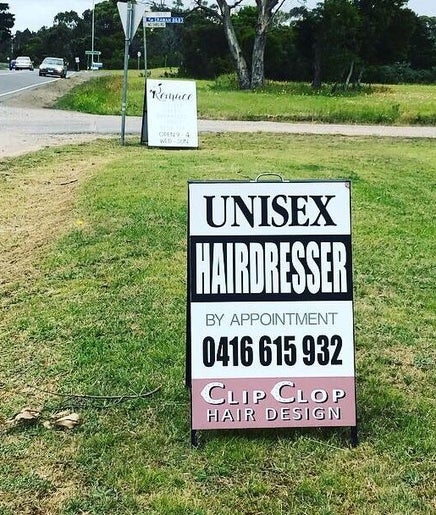 UNISEX
HAIRDRESSER
BY APPOINTMENT
0416 615 932
CLIP CLOP
HAIR DESIGN
OPEN 9-4
WED-SUN